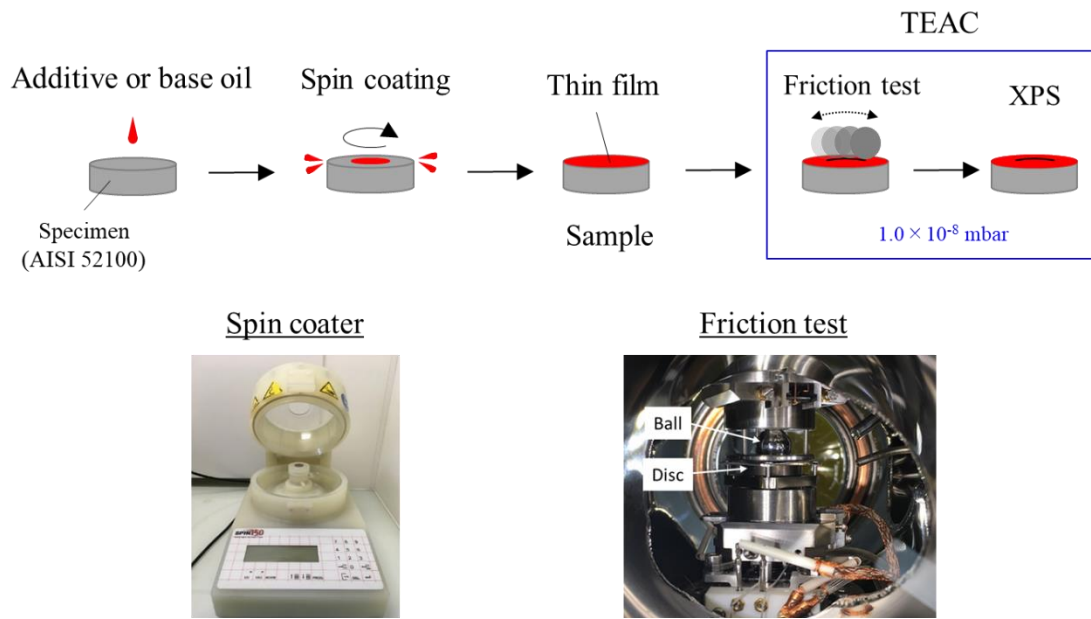 TEAC
Additive or base oil
Spin coating
Thin film
Friction test
XPS
Specimen
(AISI 52100)
Sample
1.0 × 10⁻⁸ mbar
Spin coater
Friction test
Ball
Disc
SPIN150